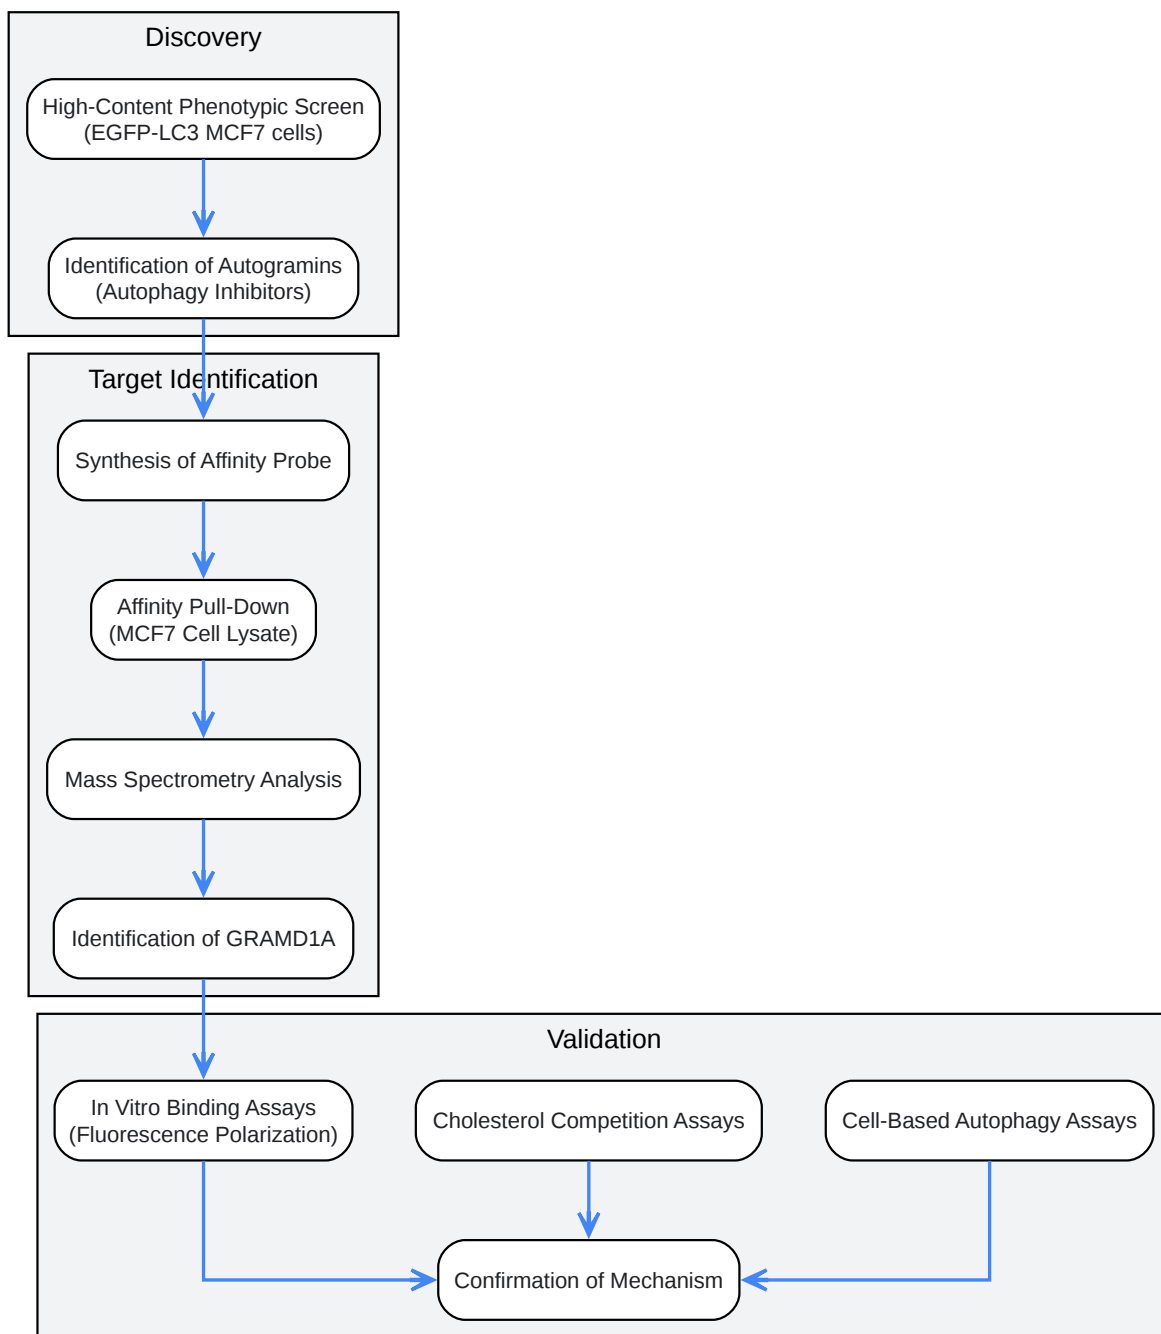 Discovery
High-Content Phenotypic Screen
(EGFP-LC3 MCF7 cells)
Identification of Autogramins
(Autophagy Inhibitors)
Target Identification
Synthesis of Affinity Probe
Affinity Pull-Down
(MCF7 Cell Lysate)
Mass Spectrometry Analysis
Identification of GRAMD1A
Validation
In Vitro Binding Assays
(Fluorescence Polarization)
Cholesterol Competition Assays
Cell-Based Autophagy Assays
Confirmation of Mechanism